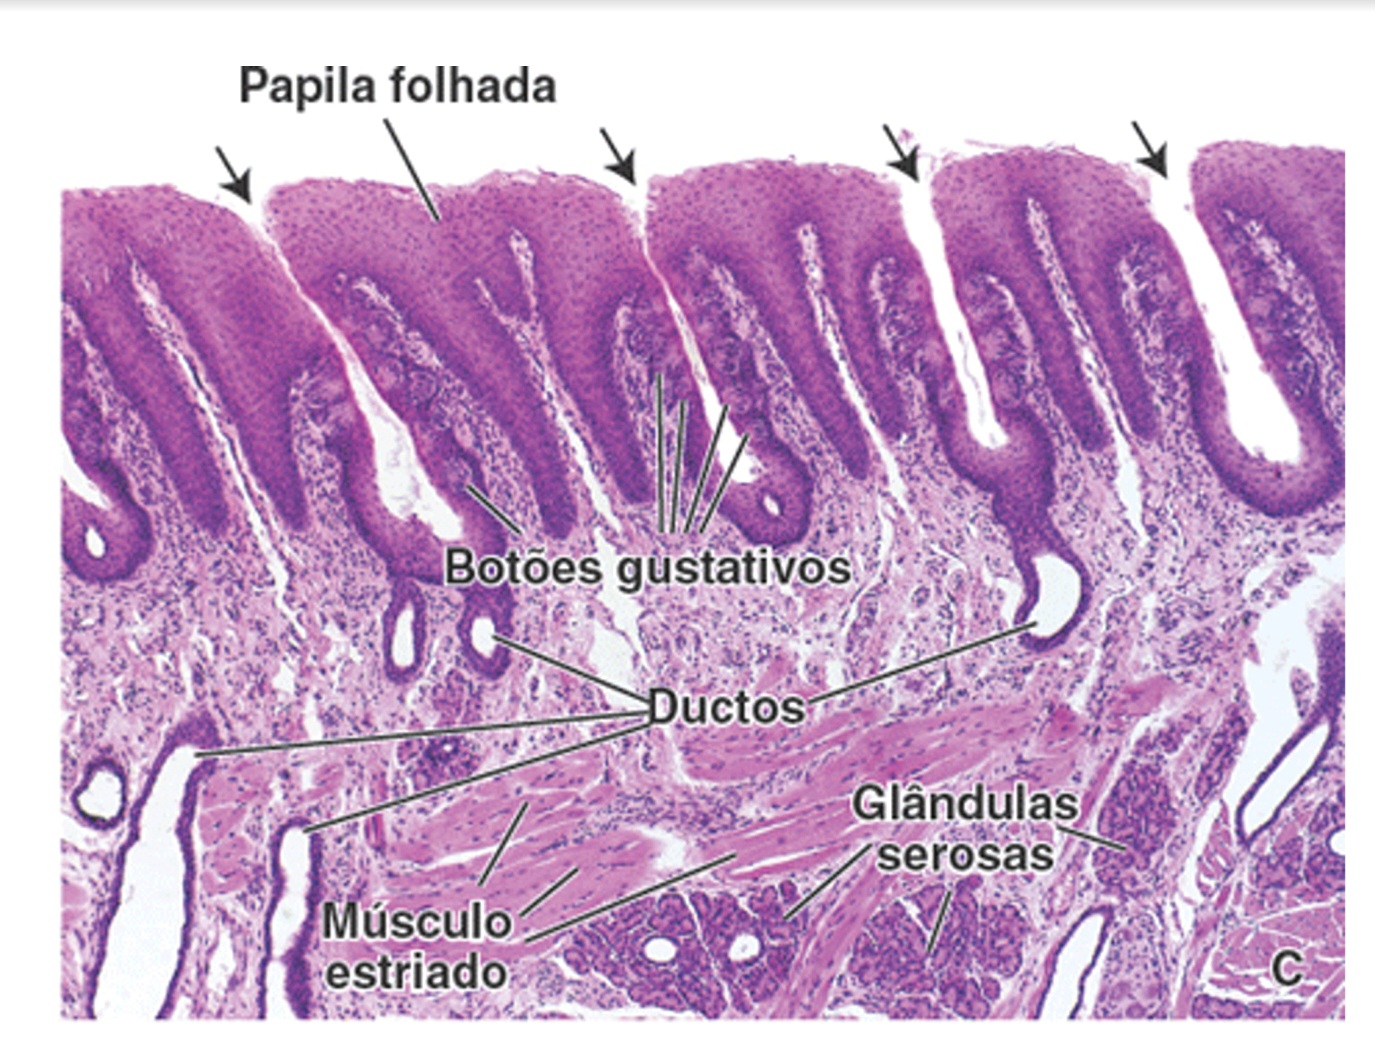 Papila folhada
Botões gustativos
Ductos
Glândulas
serosas
Músculo
estriado
C